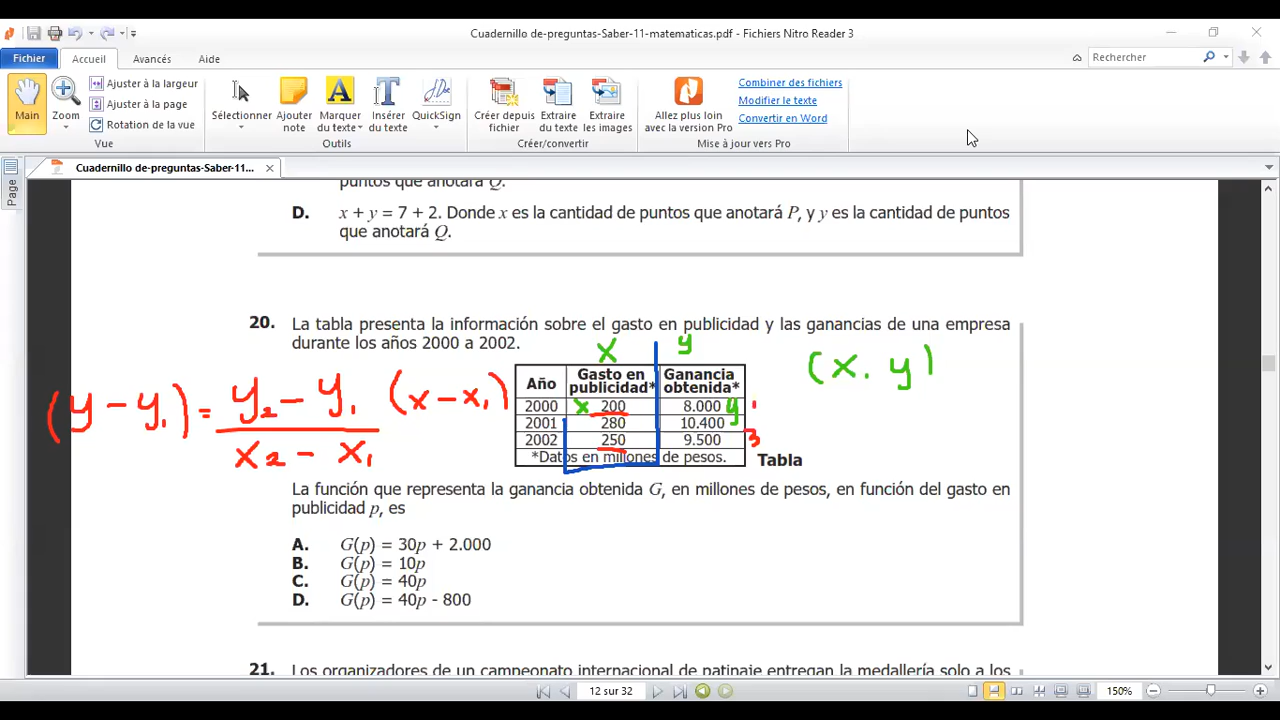 Cuadernillo de-preguntas-Saber-11-matematicas.pdf - Fichiers Nitro Reader 3
Fichier
Accueil
Avancés
Aide
Rechercher
Main
Zoom
Ajuster à la largeur
Ajuster à la page
Rotation de la vue
Vue
Sélectionner
Ajouter note
Marquer du texte
Insérer du texte
QuickSign
Outils
Créer depuis fichier
Extraire du texte
Extraire les images
Créer/convertir
Allez plus loin avec la version Pro
Combiner des fichiers
Modifier le texte
Convertir en Word
Mise à jour vers Pro
Cuadernillo de-preguntas-Saber-11-...
Page
puntos que anotará Q.
D. x + y = 7 + 2. Donde x es la cantidad de puntos que anotará P, y y es la cantidad de puntos
que anotará Q.
20. La tabla presenta la información sobre el gasto en publicidad y las ganancias de una empresa
durante los años 2000 a 2002.
x y
(x, y)
Año Gasto en publicidad* Ganancia obtenida*
2000 x 200 8.000 y 1
2001 280 10.400
2002 250 9.500 3
*Datos en millones de pesos.
Tabla
(y - y₁) = y₂ - y₁ (x - x₁)
x₂ - x₁
La función que representa la ganancia obtenida G, en millones de pesos, en función del gasto en
publicidad p, es
A. G(p) = 30p + 2.000
B. G(p) = 10p
C. G(p) = 40p
D. G(p) = 40p - 800
21. Los organizadores de un campeonato internacional de patinaje entregan la medallería solo a los
12 sur 32
150%